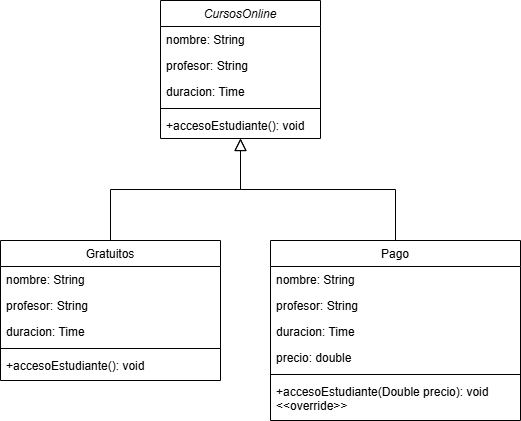 CursosOnline
nombre: String
profesor: String
duracion: Time
+accesoEstudiante(): void
Gratuitos
nombre: String
profesor: String
duracion: Time
+accesoEstudiante(): void
Pago
nombre: String
profesor: String
duracion: Time
precio: double
+accesoEstudiante(Double precio): void
<<override>>